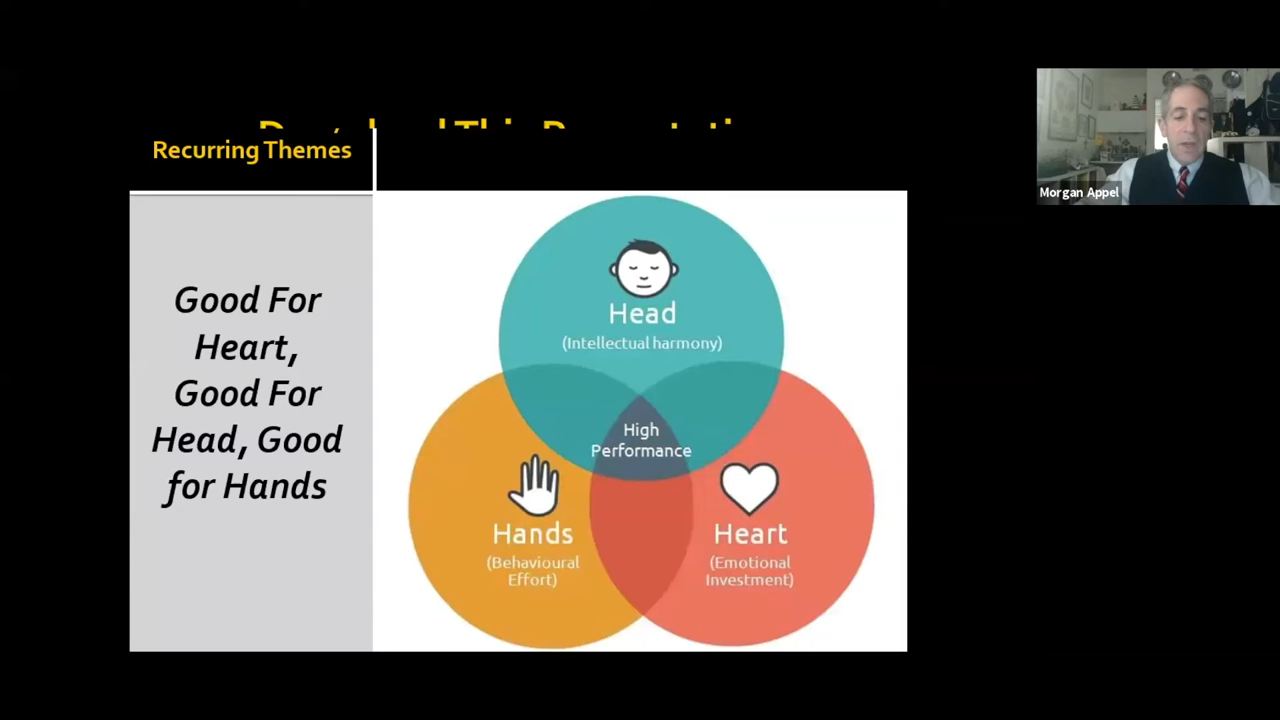 This
Recurring Themes
Morgan Appel
Good For
Heart,
Good For
Head, Good
for Hands
Head
(Intellectual harmony)
High
Performance
Hands
(Behavioural
Effort)
Heart
(Emotional
Investment)